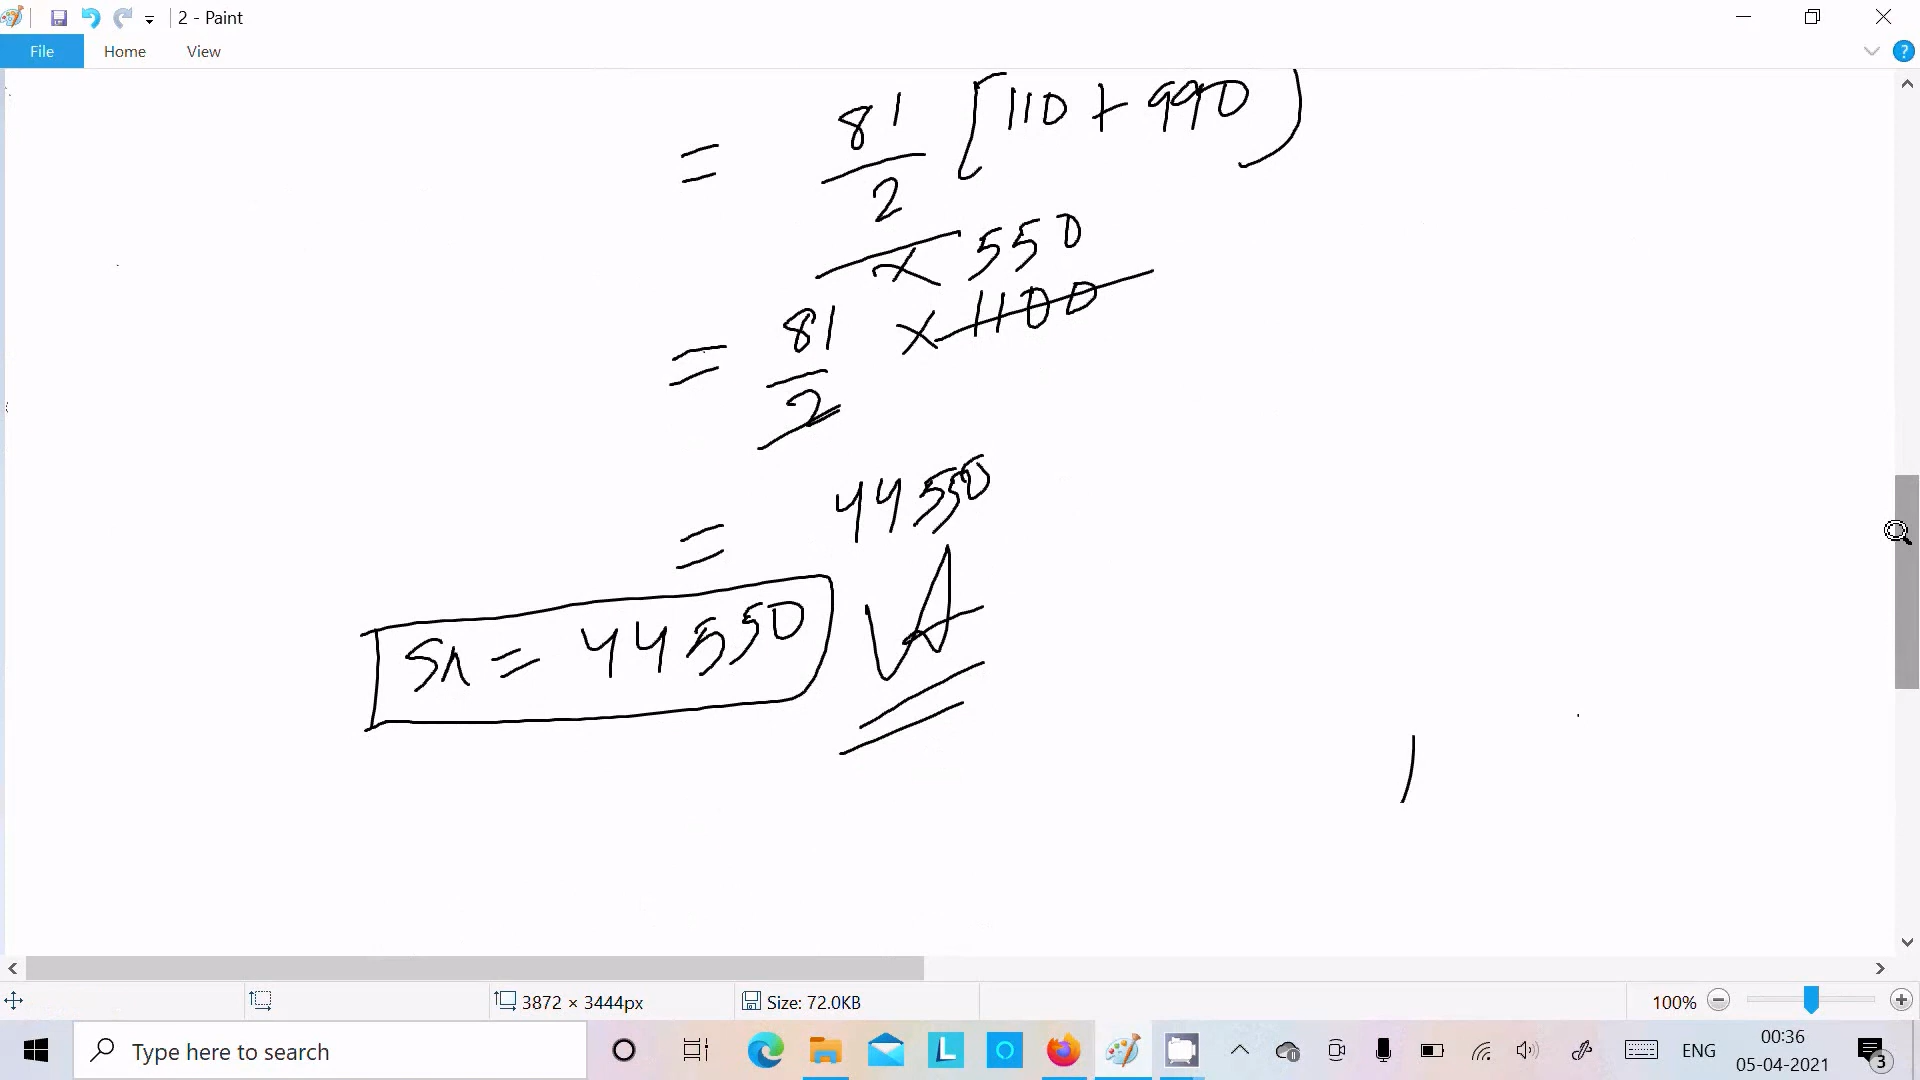 2 - Paint
File Home View
= 81/2 [110 + 990)
x 550
= 81/2 x 1100
= 44550
Sn = 44550
3872 × 3444px Size: 72.0KB 100%
Type here to search
L ENG 00:36
05-04-2021 3